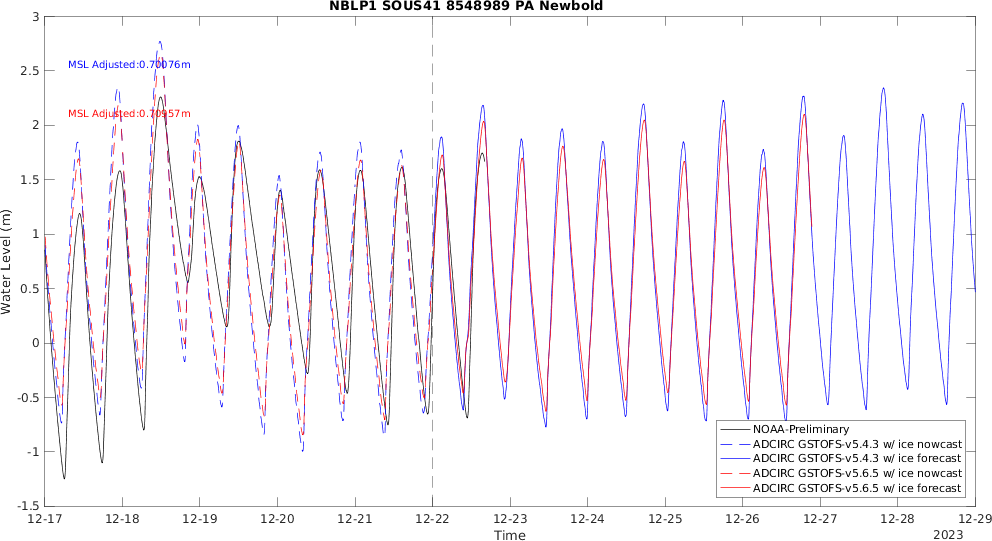 NBLP1 SOUS41 8548989 PA Newbold
3
2.5
2
1.5
1
0.5
0
-0.5
-1
-1.5
Water Level (m)
MSL Adjusted:0.70076m
MSL Adjusted:0.70957m
NOAA-Preliminary
ADCIRC GSTOFS-v5.4.3 w/ ice nowcast
ADCIRC GSTOFS-v5.4.3 w/ ice forecast
ADCIRC GSTOFS-v5.6.5 w/ ice nowcast
ADCIRC GSTOFS-v5.6.5 w/ ice forecast
12-17 12-18 12-19 12-20 12-21 12-22 12-23 12-24 12-25 12-26 12-27 12-28 12-29
Time
2023